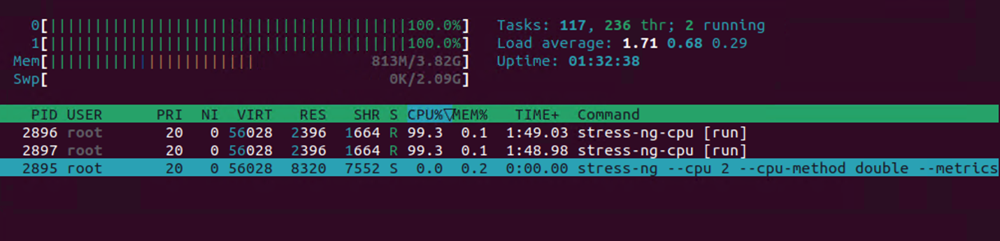 0[||||||||||||||||||||||||||||||||||||||||100.0%] Tasks: 117, 236 thr; 2 running
1[||||||||||||||||||||||||||||||||||||||||100.0%] Load average: 1.71 0.68 0.29
Mem[||||||||||||||||||||||| 813M/3.82G] Uptime: 01:32:38
Swp[ 0K/2.09G]
PID USER PRI NI VIRT RES SHR S CPU%▽MEM% TIME+ Command
2896 root 20 0 56028 2396 1664 R 99.3 0.1 1:49.03 stress-ng-cpu [run]
2897 root 20 0 56028 2396 1664 R 99.3 0.1 1:48.98 stress-ng-cpu [run]
2895 root 20 0 56028 8320 7552 S 0.0 0.2 0:00.00 stress-ng --cpu 2 --cpu-method double --metrics